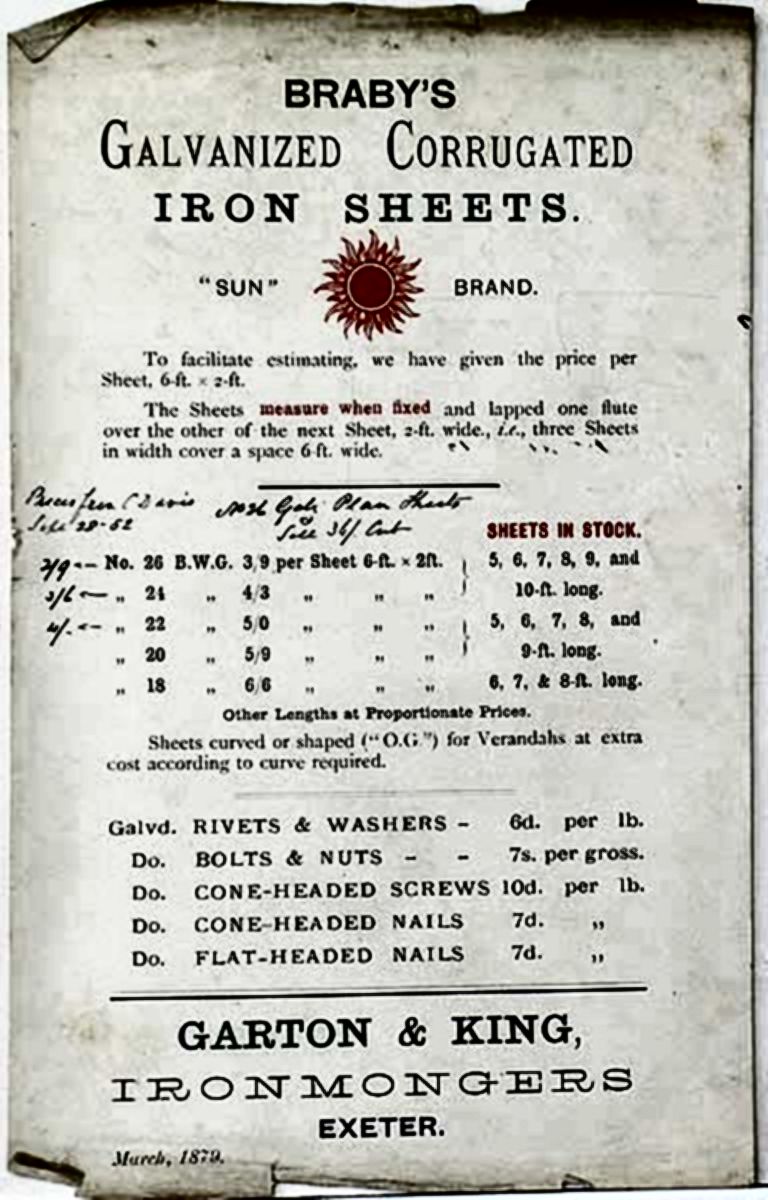 BRABY'S
GALVANIZED CORRUGATED
IRON SHEETS.
"SUN" BRAND.
To facilitate estimating, we have given the price per
Sheet, 6-ft. × 2-ft.
The Sheets measure when fixed and lapped one flute
over the other of the next Sheet, 2-ft. wide., i.e., three Sheets
in width cover a space 6-ft. wide.
Davis Plan Sheets
SHEETS IN STOCK.
2/9 No. 26 B.W.G. 3/9 per Sheet 6-ft. × 2ft. 5, 6, 7, 8, 9, and
3/6 „ 24 „ 4/3 „ „ „ 10-ft. long.
4/- „ 22 „ 5/0 „ „ „ 5, 6, 7, 8, and
„ 20 „ 5/9 „ „ „ 9-ft. long.
„ 18 „ 6/6 „ „ „ 6, 7, & 8-ft. long.
Other Lengths at Proportionate Prices.
Sheets curved or shaped ("O.G.") for Verandahs at extra
cost according to curve required.
Galvd. RIVETS & WASHERS - 6d. per lb.
Do. BOLTS & NUTS - - 7s. per gross.
Do. CONE-HEADED SCREWS 10d. per lb.
Do. CONE-HEADED NAILS 7d. „
Do. FLAT-HEADED NAILS 7d. „
GARTON & KING,
IRONMONGERS
EXETER.
March, 1879.